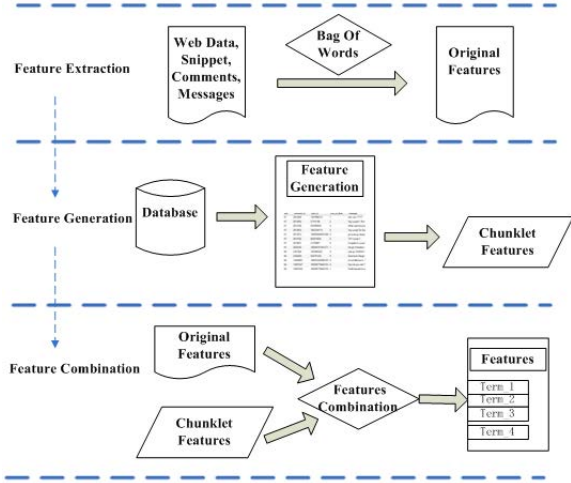 Web Data,
Snippet,
Comments,
Messages
Bag Of
Words
Original
Features
Feature Extraction
Feature
Generation
Feature Generation
Database
Chunklet
Features
Original
Features
Feature Combination
Features
Combination
Chunklet
Features
Features
Term 1
Term 2
Term 3
Term 4